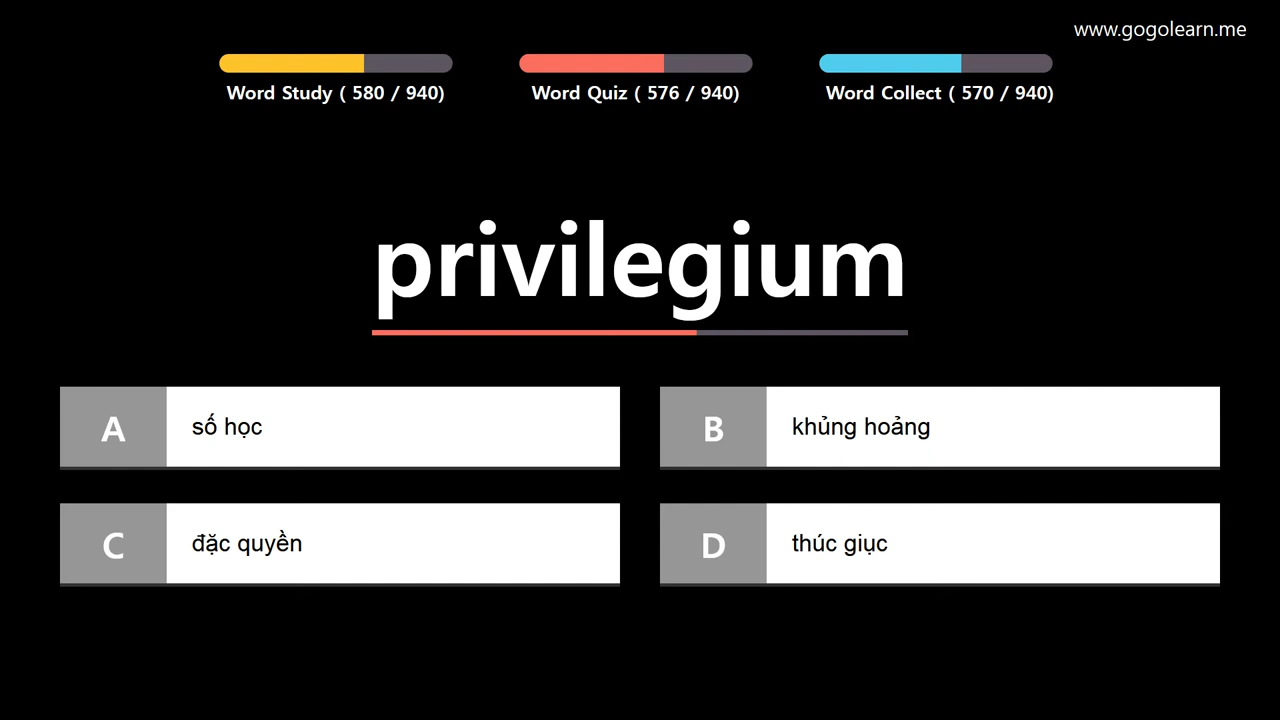 www.gogolearn.me
Word Study ( 580 / 940)
Word Quiz ( 576 / 940)
Word Collect ( 570 / 940)
privilegium
A số học
B khủng hoảng
C đặc quyền
D thúc giục